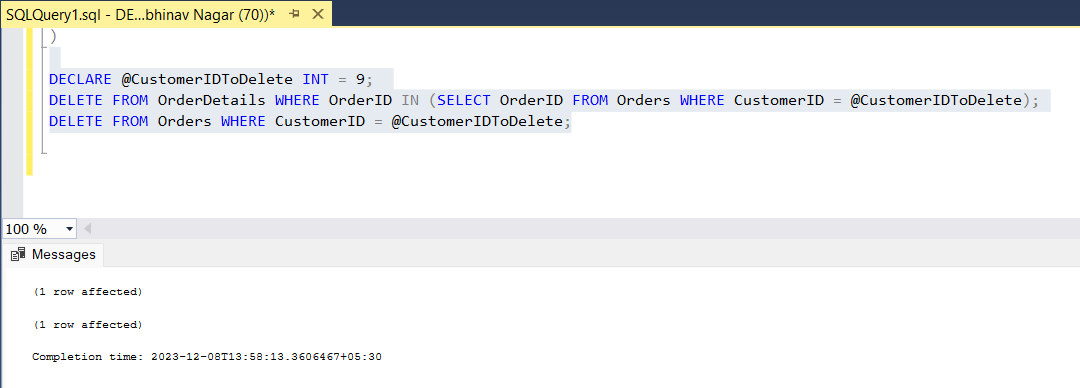 SQLQuery1.sql - DE...bhinav Nagar (70))*
)
DECLARE @CustomerIDToDelete INT = 9;
DELETE FROM OrderDetails WHERE OrderID IN (SELECT OrderID FROM Orders WHERE CustomerID = @CustomerIDToDelete);
DELETE FROM Orders WHERE CustomerID = @CustomerIDToDelete;
100 %
Messages
(1 row affected)
(1 row affected)
Completion time: 2023-12-08T13:58:13.3606467+05:30